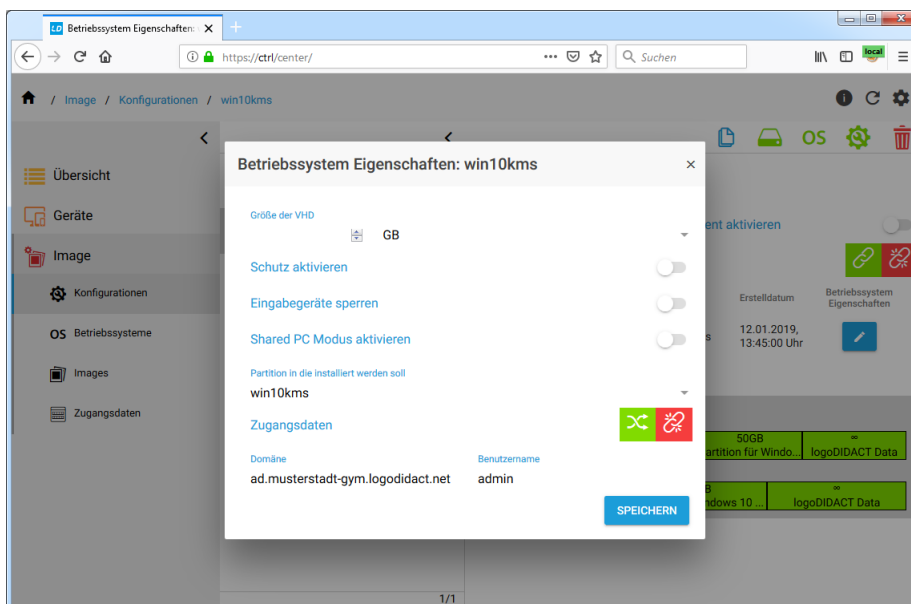 LD Betriebssystem Eigenschaften:
https://ctrl/center/
Suchen
local
/ Image / Konfigurationen / win10kms
OS
Übersicht
Geräte
Image
Konfigurationen
OS Betriebssysteme
Images
Zugangsdaten
Betriebssystem Eigenschaften: win10kms ×
Größe der VHD
GB
Schutz aktivieren
Eingabegeräte sperren
Shared PC Modus aktivieren
Partition in die installiert werden soll
win10kms
Zugangsdaten
Domäne Benutzername
ad.musterstadt-gym.logodidact.net admin
SPEICHERN
ent aktivieren
Erstelldatum
Betriebssystem
Eigenschaften
s
12.01.2019,
13:45:00 Uhr
50GB ∞
artition für Windo... logoDIDACT Data
B ∞
ndows 10 ... logoDIDACT Data
1/1